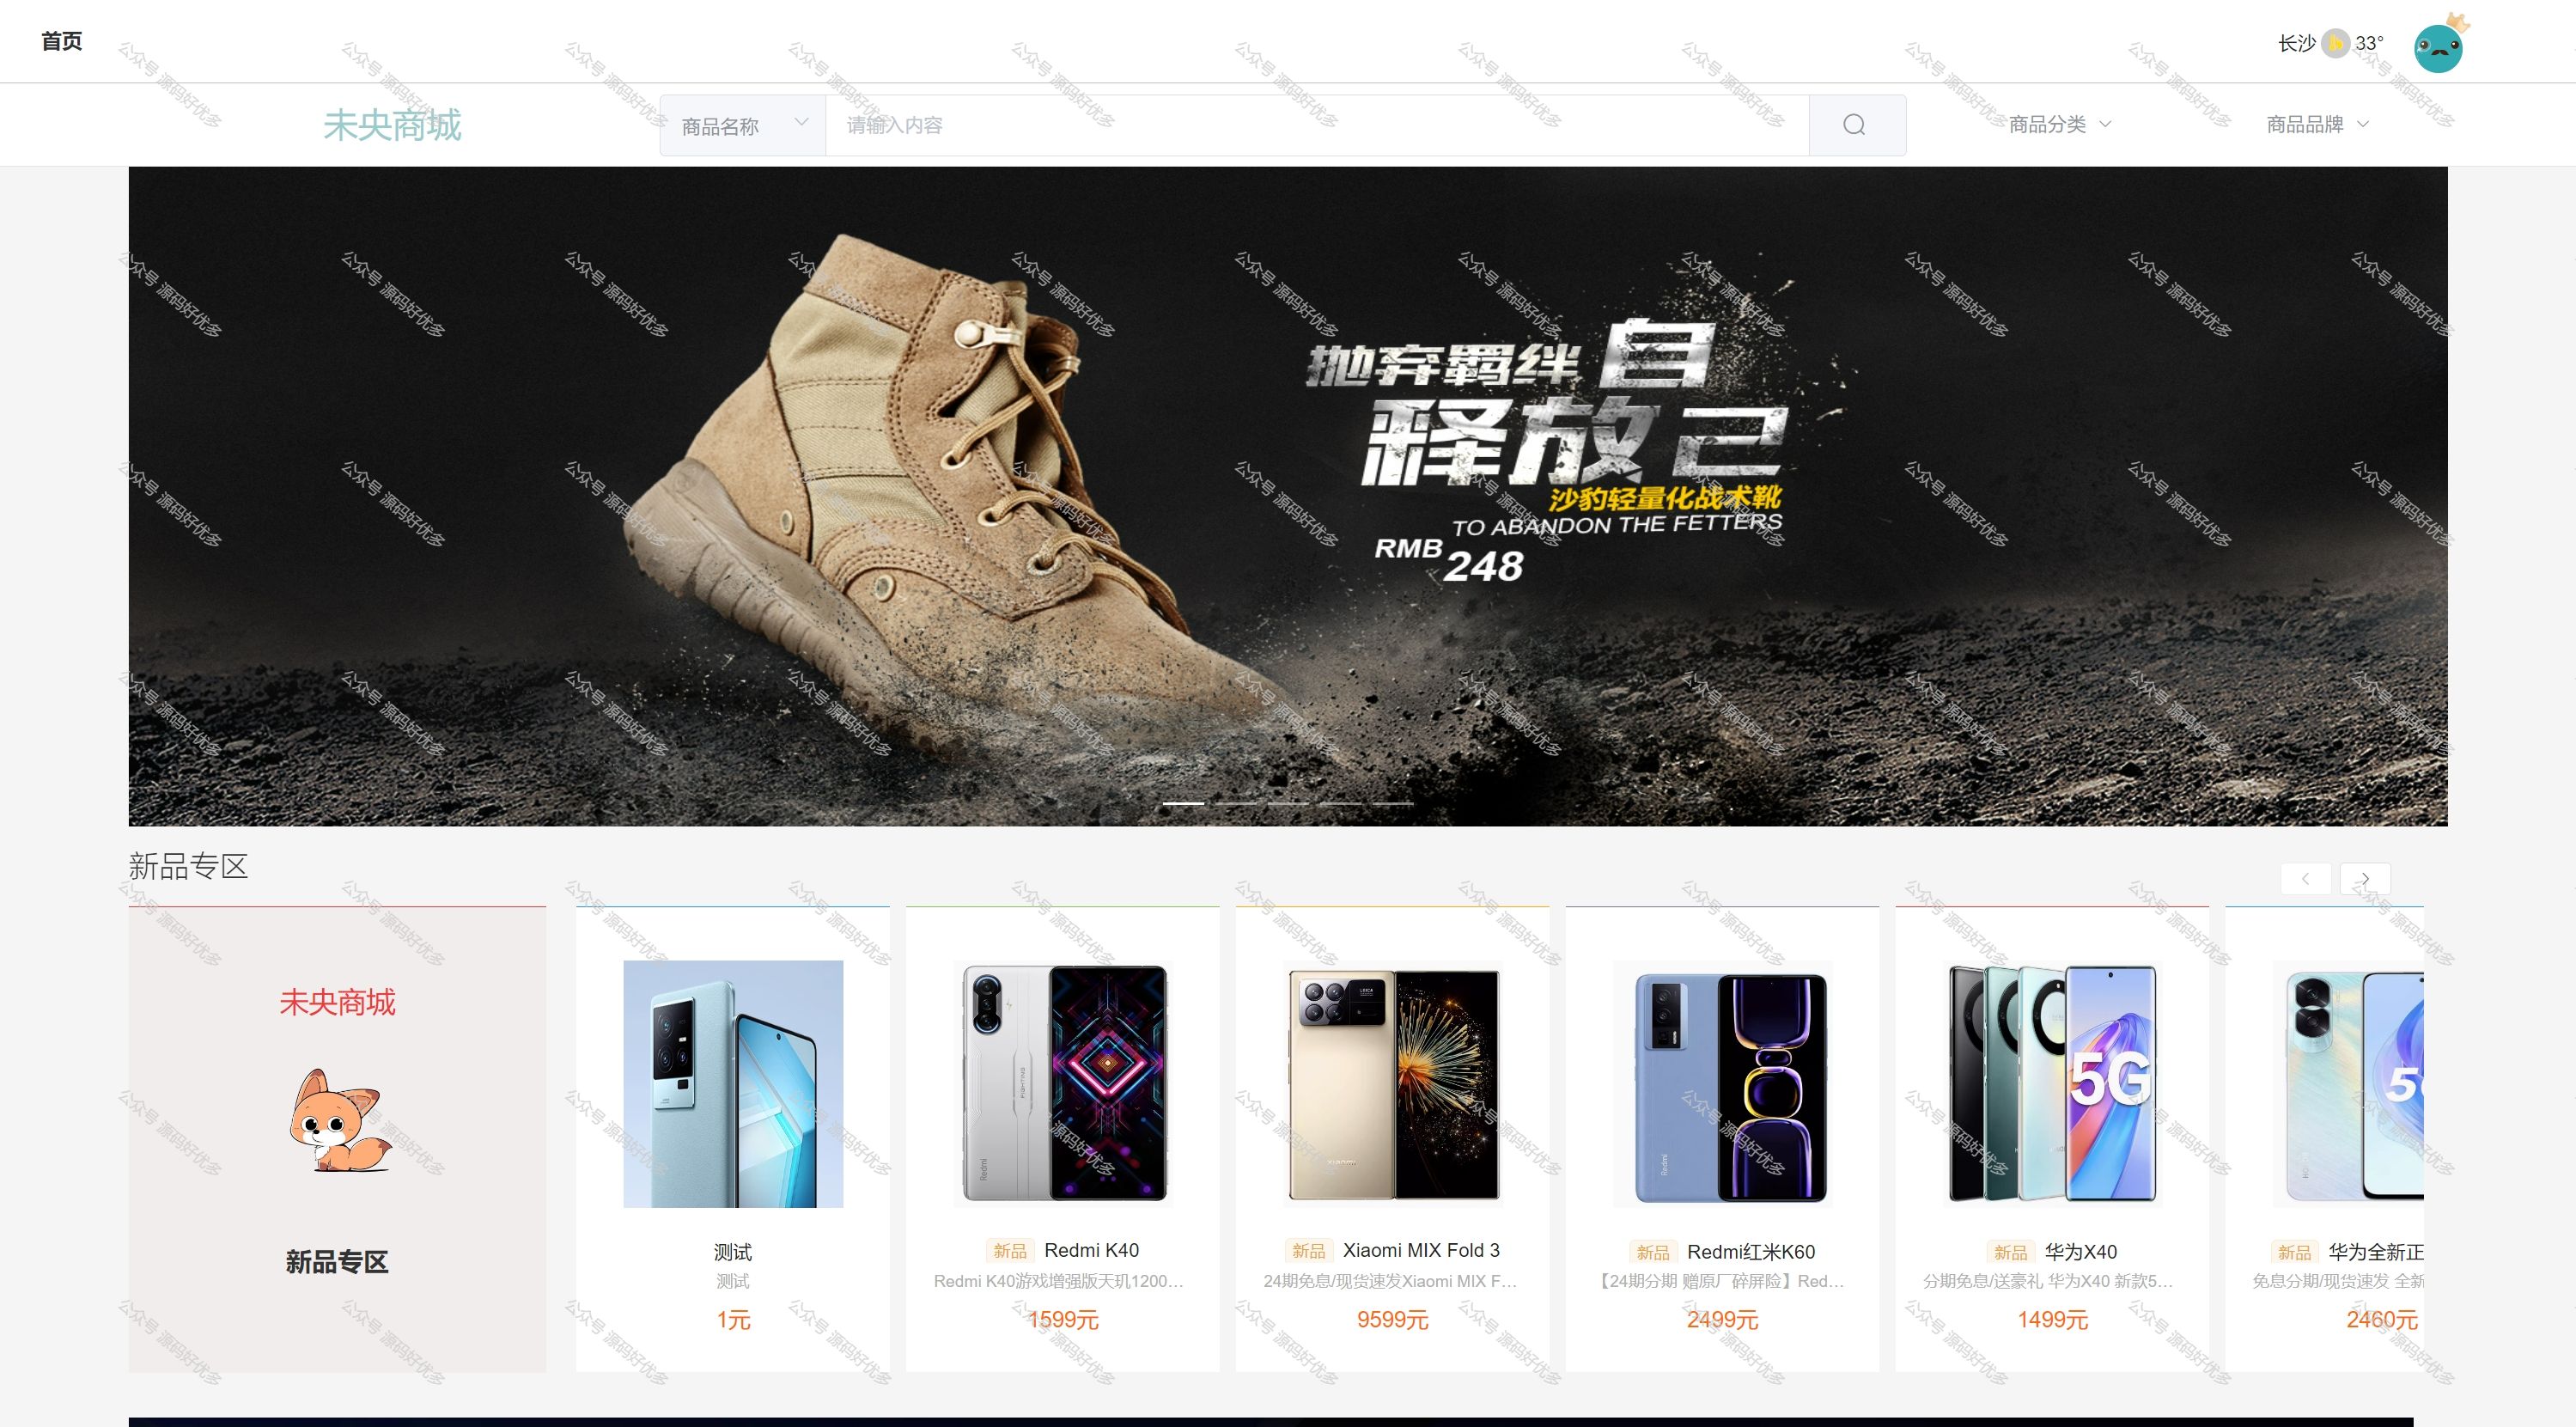 首页
长沙 33°
未央商城
商品名称
请输入内容
商品分类
商品品牌
抛弃羁绊 自
释放己
沙豹轻量化战术靴
TO ABANDON THE FETTERS
RMB 248
新品专区
未央商城
新品专区
测试
测试
1元
Redmi
新品 Redmi K40
Redmi K40游戏增强版天玑1200...
1599元
XIAOMI
新品 Xiaomi MIX Fold 3
24期免息/现货速发Xiaomi MIX F...
9599元
Redmi
新品 Redmi红米K60
【24期分期 赠原厂碎屏险】Red...
2499元
5G
新品 华为X40
分期免息/送豪礼 华为X40 新款5...
1499元
新品 华为全新正
免息分期/现货速发 全新
2460元
公众号 源码好优多